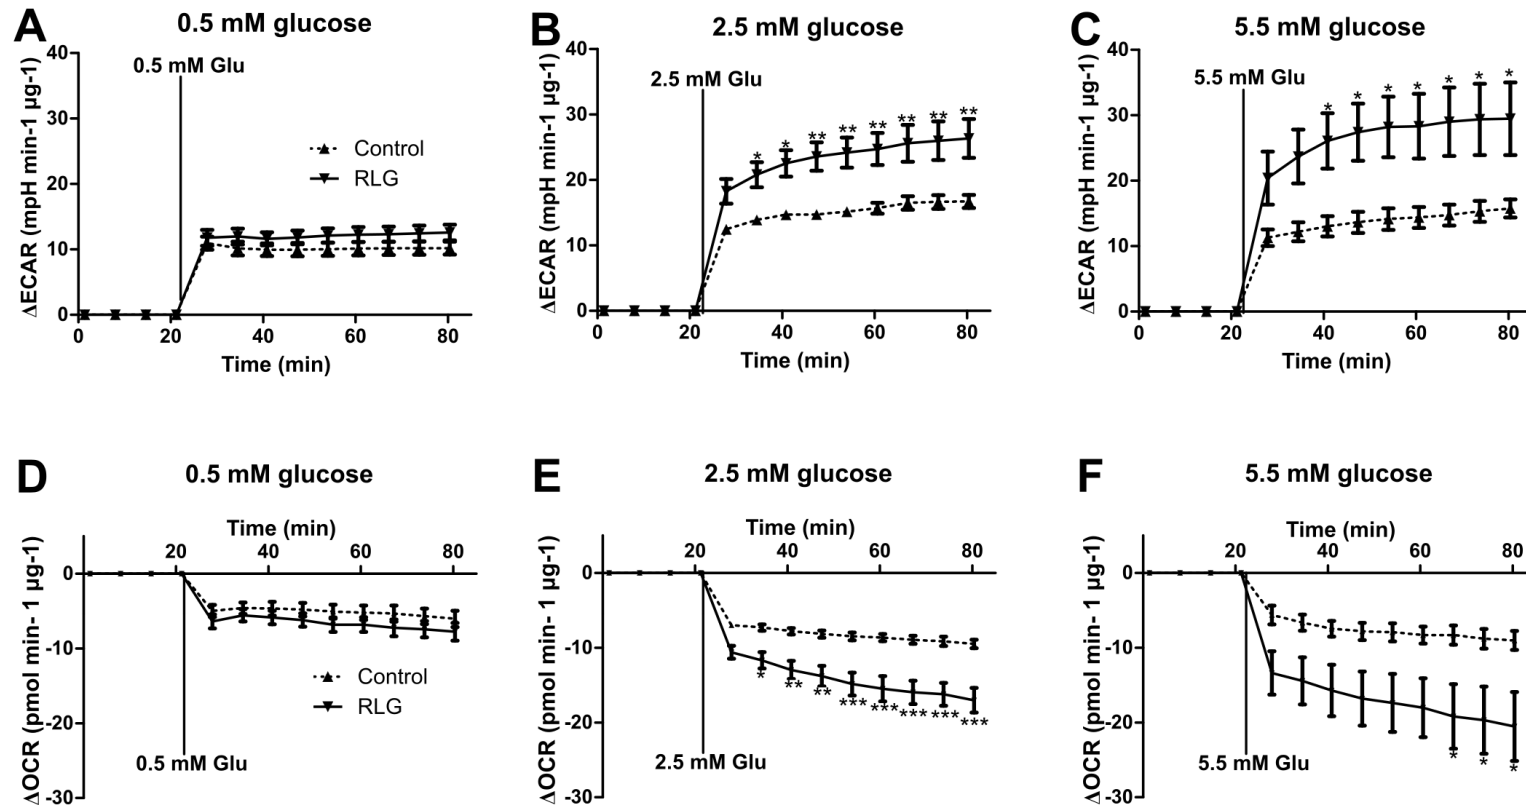 A
0.5 mM glucose
ΔECAR (mpH min-1 µg-1)
40
30
20
10
0
0.5 mM Glu
Control
RLG
0 20 40 60 80
Time (min)
B
2.5 mM glucose
ΔECAR (mpH min-1 µg-1)
40
30
20
10
0
2.5 mM Glu
* * ** ** ** ** ** **
0 20 40 60 80
Time (min)
C
5.5 mM glucose
ΔECAR (mpH min-1 µg-1)
40
30
20
10
0
5.5 mM Glu
* * * * * * *
0 20 40 60 80
Time (min)
D
0.5 mM glucose
Time (min)
20 40 60 80
ΔOCR (pmol min- 1 µg-1)
0
-10
-20
-30
Control
RLG
0.5 mM Glu
E
2.5 mM glucose
Time (min)
20 40 60 80
ΔOCR (pmol min- 1 µg-1)
0
-10
-20
-30
* ** ** *** *** *** *** ***
2.5 mM Glu
F
5.5 mM glucose
Time (min)
20 40 60 80
ΔOCR (pmol min- 1 µg-1)
0
-10
-20
-30
* * *
5.5 mM Glu